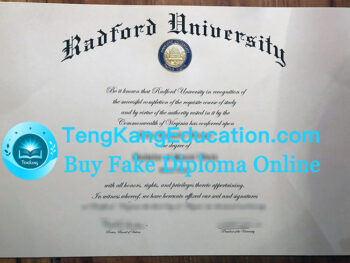 Radford University
Be it known that Radford University in recognition of
the successful completion of the requisite course of study
and by virtue of the authority vested in it by the
Commonwealth of Virginia has conferred upon
TengKangEducation.com
degree of
Buy Fake Diploma Online
with all honors, rights, and privileges thereto appertaining.
In witness whereof, we have hereunto affixed our seal and signatures